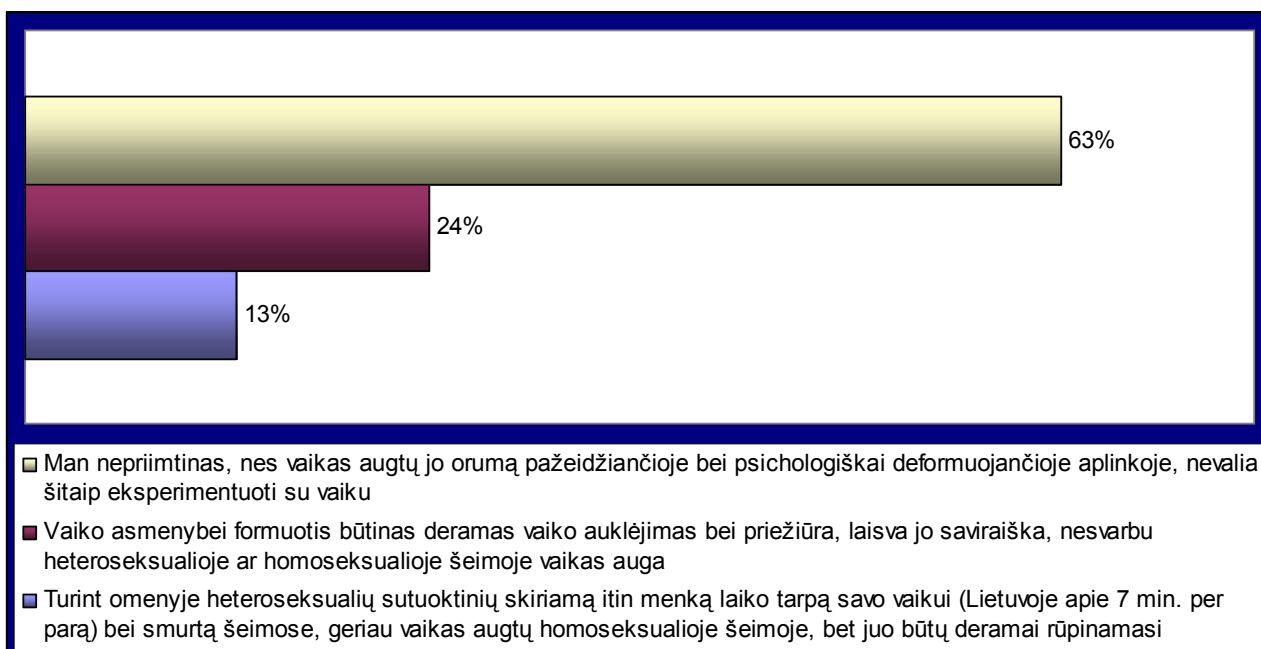 63%
24%
13%
Man nepriimtinas, nes vaikas augtų jo orumą pažeidžiančioje bei psichologiškai deformuojančioje aplinkoje, nevalia
šitaip eksperimentuoti su vaiku
Vaiko asmenybei formuotis būtinas deramas vaiko auklėjimas bei priežiūra, laisva jo saviraiška, nesvarbu
heteroseksualioje ar homoseksualioje šeimoje vaikas auga
Turint omenyje heteroseksualių sutuoktinių skiriamą itin menką laiko tarpą savo vaikui (Lietuvoje apie 7 min. per
parą) bei smurtą šeimose, geriau vaikas augtų homoseksualioje šeimoje, bet juo būtų deramai rūpinamasi